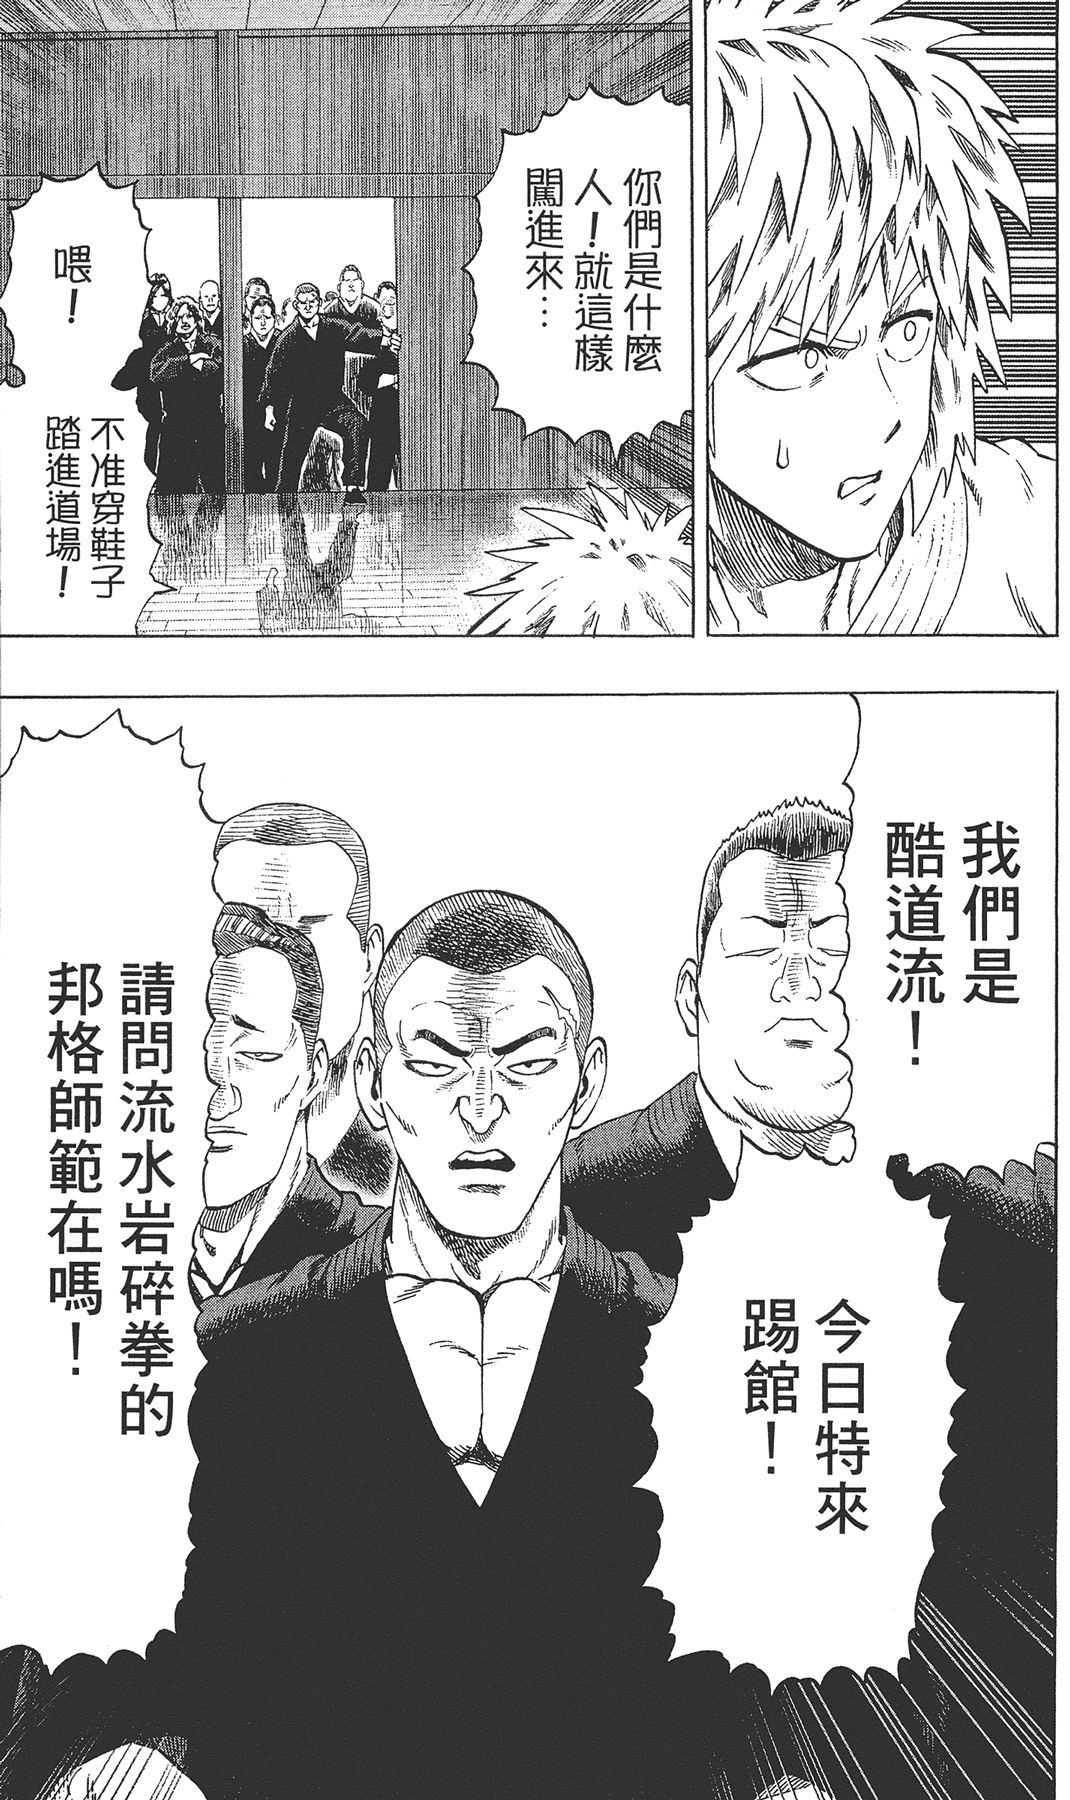 你們是什麼
人！就這樣
闖進來…
喂！
不准穿鞋子
踏進道場！
我們是
酷道流！
今日特來
踢館！
請問流水岩碎拳的
邦格師範在嗎！